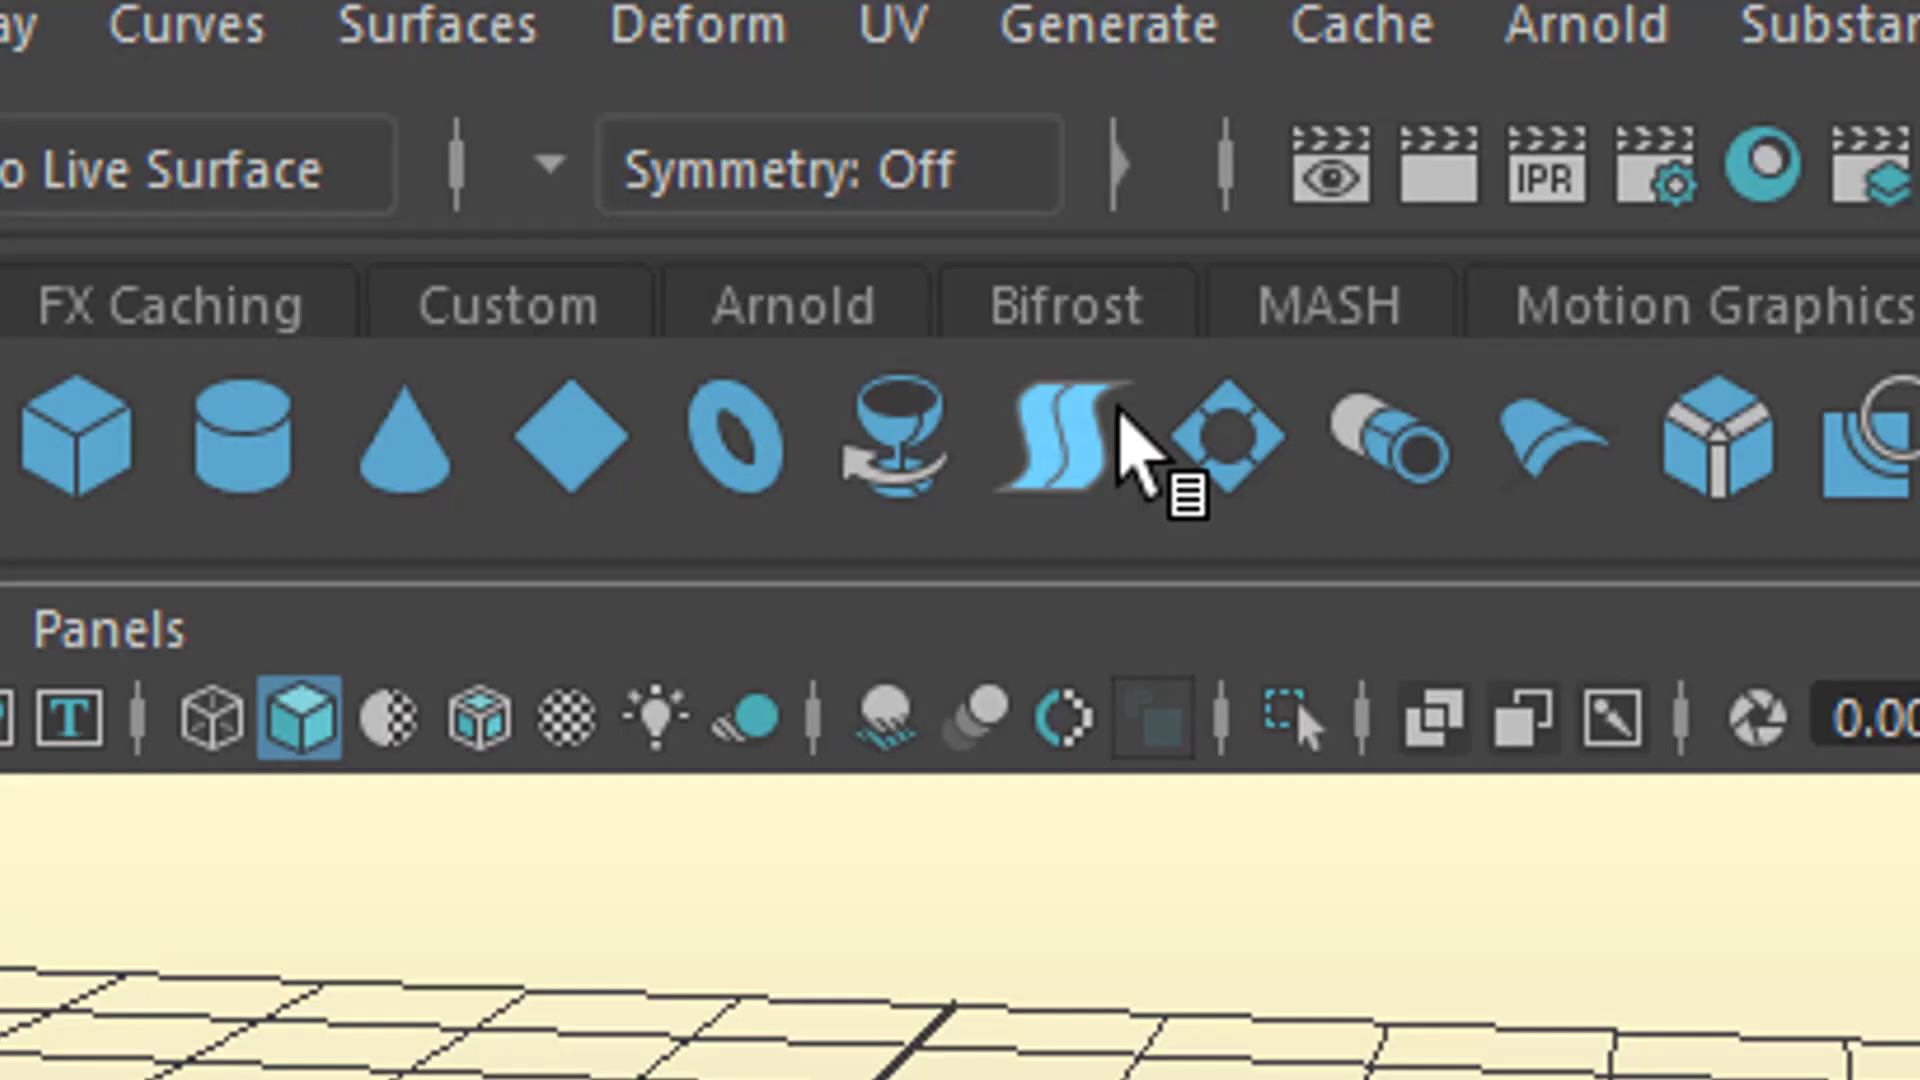 ay Curves Surfaces Deform UV Generate Cache Arnold Substan
o Live Surface Symmetry: Off IPR
FX Caching Custom Arnold Bifrost MASH Motion Graphics
Panels
T 0.00